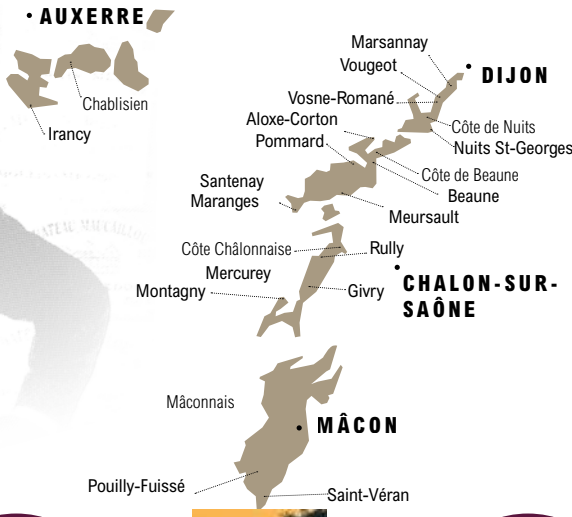 AUXERRE
Chablisien
Irancy
Marsannay
Vougeot
DIJON
Vosne-Romané
Aloxe-Corton
Pommard
Côte de Nuits
Nuits St-Georges
Côte de Beaune
Beaune
Santenay
Maranges
Meursault
Côte Châlonnaise
Rully
Mercurey
Montagny
Givry
CHALON-SUR-
SAÔNE
Mâconnais
MÂCON
Pouilly-Fuissé
Saint-Véran